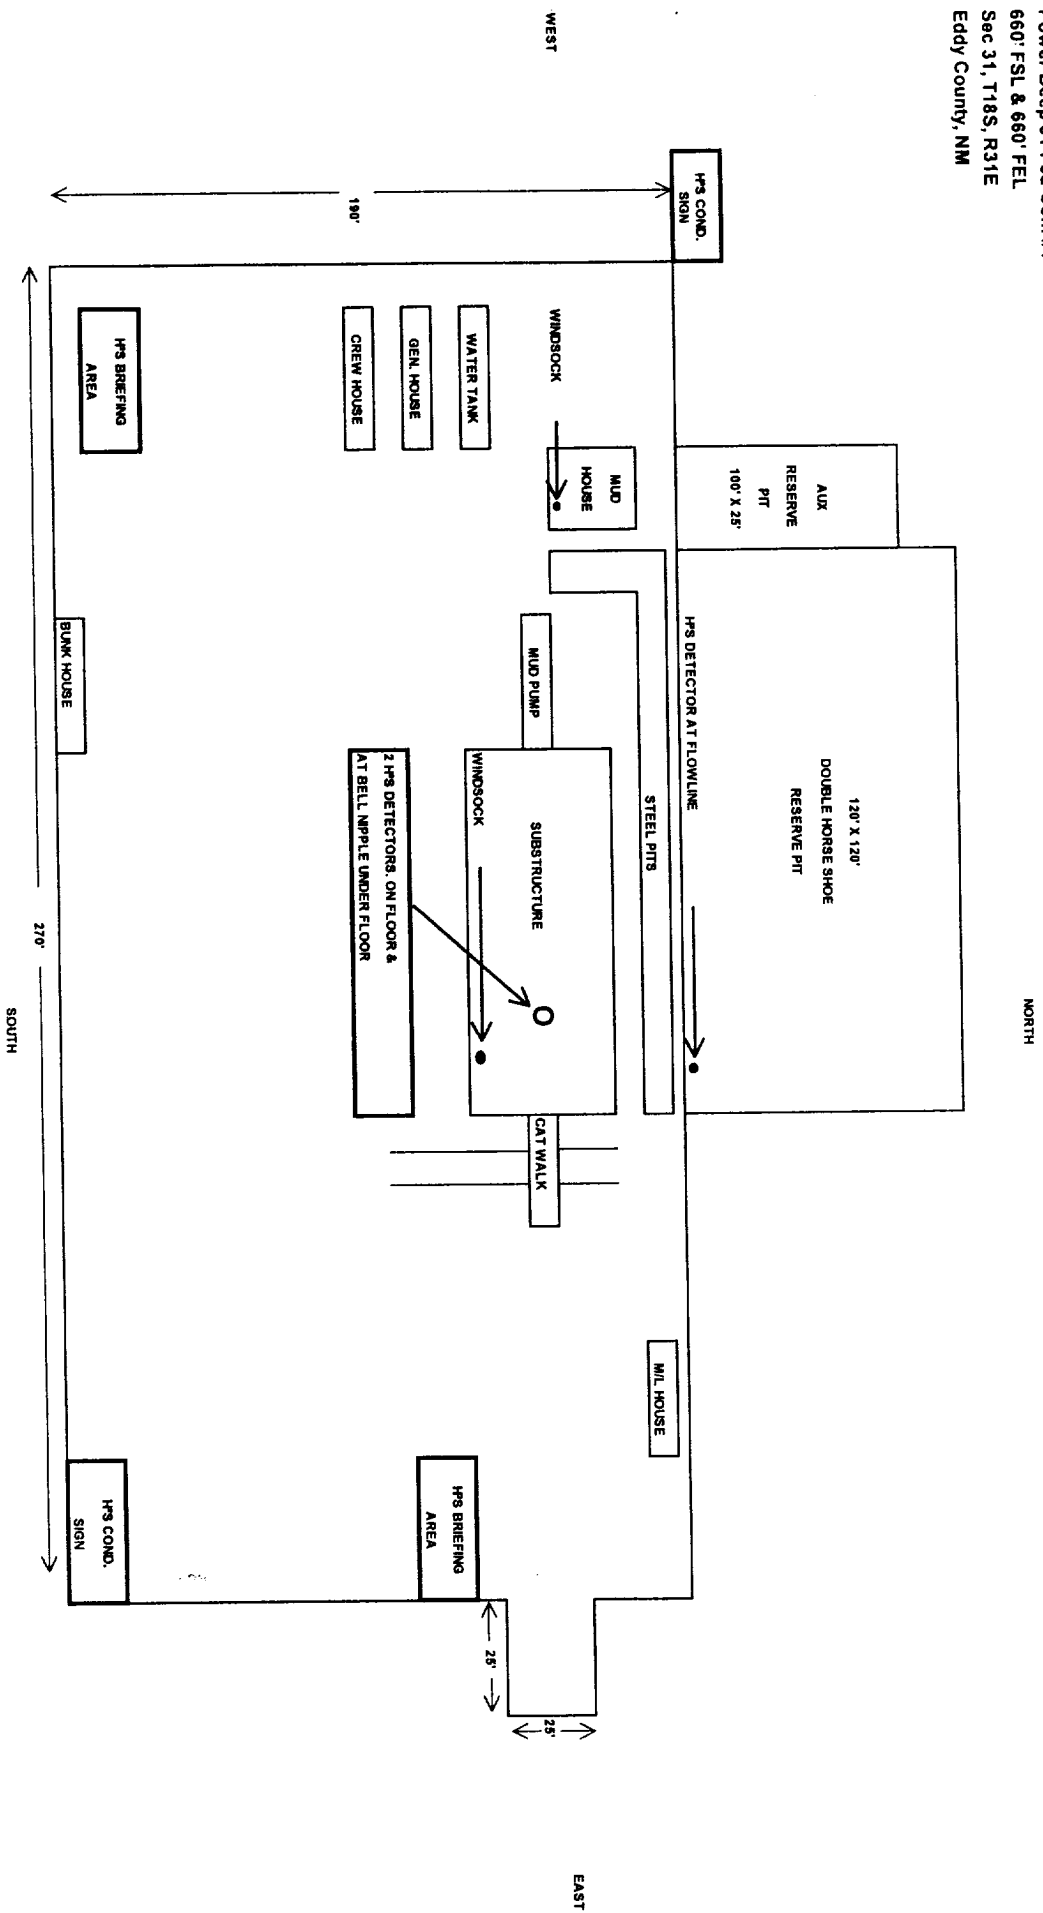 660' FSL & 660' FEL
Sec 31, T18S, R31E
Eddy County, NM
NORTH
WEST
EAST
SOUTH
H²S COND.
SIGN
190'
AUX
RESERVE
PIT
100' X 25'
120' X 120'
DOUBLE HORSE SHOE
RESERVE PIT
H²S DETECTOR AT FLOWLINE
WINDSOCK
MUD
HOUSE
STEEL PITS
WATER TANK
GEN. HOUSE
CREW HOUSE
MUD PUMP
SUBSTRUCTURE
WINDSOCK
CAT WALK
M/L HOUSE
2 H²S DETECTORS. ON FLOOR &
AT BELL NIPPLE UNDER FLOOR
H²S BRIEFING
AREA
BUNK HOUSE
H²S BRIEFING
AREA
H²S COND.
SIGN
25'
25'
270'